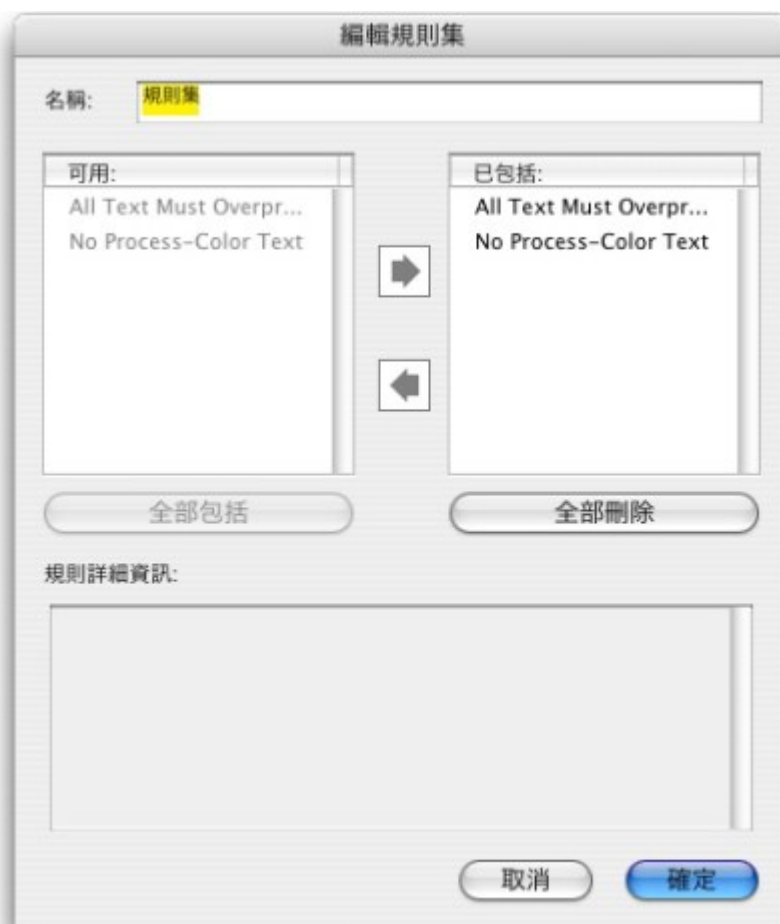 編輯規則集
名稱: 規則集
可用:
All Text Must Overpr...
No Process-Color Text
已包括:
All Text Must Overpr...
No Process-Color Text
全部包括
全部刪除
規則詳細資訊:
取消
確定